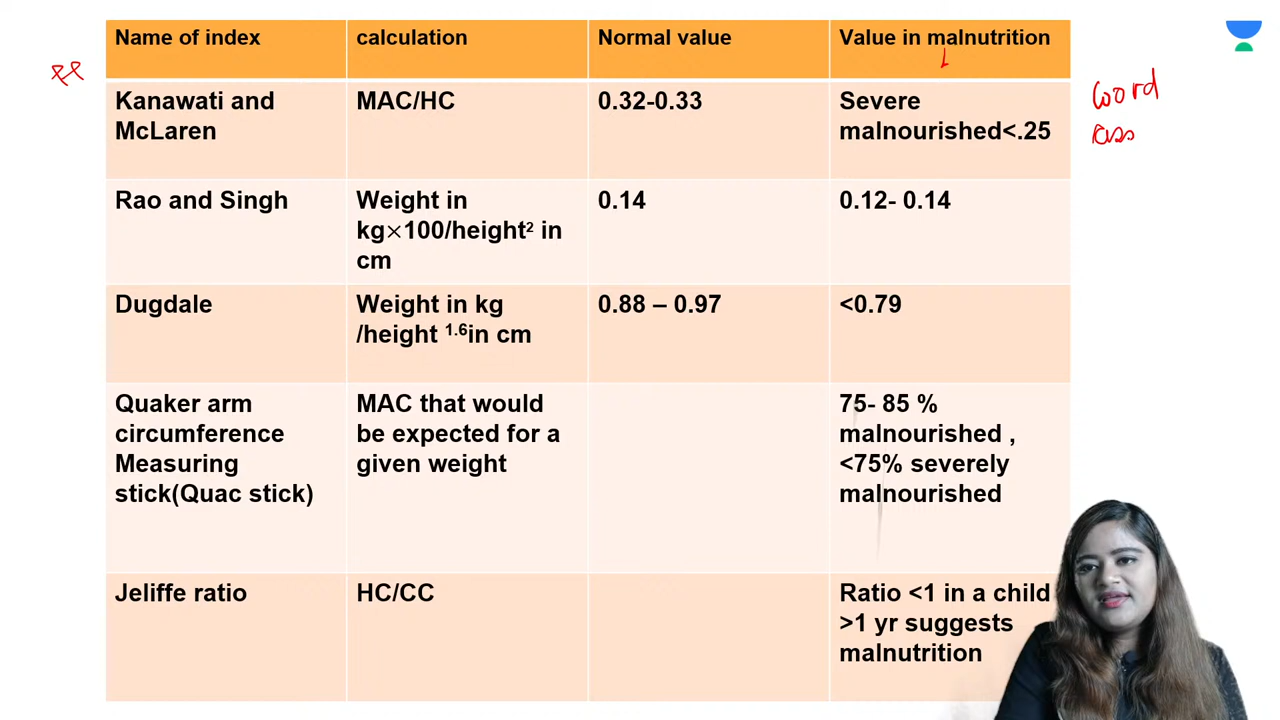 Name of index calculation Normal value Value in malnutrition
Kanawati and MAC/HC 0.32-0.33 Severe
McLaren malnourished<.25
Rao and Singh Weight in 0.14 0.12- 0.14
kg×100/height² in
cm
Dugdale Weight in kg 0.88 – 0.97 <0.79
/height ¹·⁶in cm
Quaker arm MAC that would 75- 85 %
circumference be expected for a malnourished ,
Measuring given weight <75% severely
stick(Quac stick) malnourished
Jeliffe ratio HC/CC Ratio <1 in a child
>1 yr suggests
malnutrition